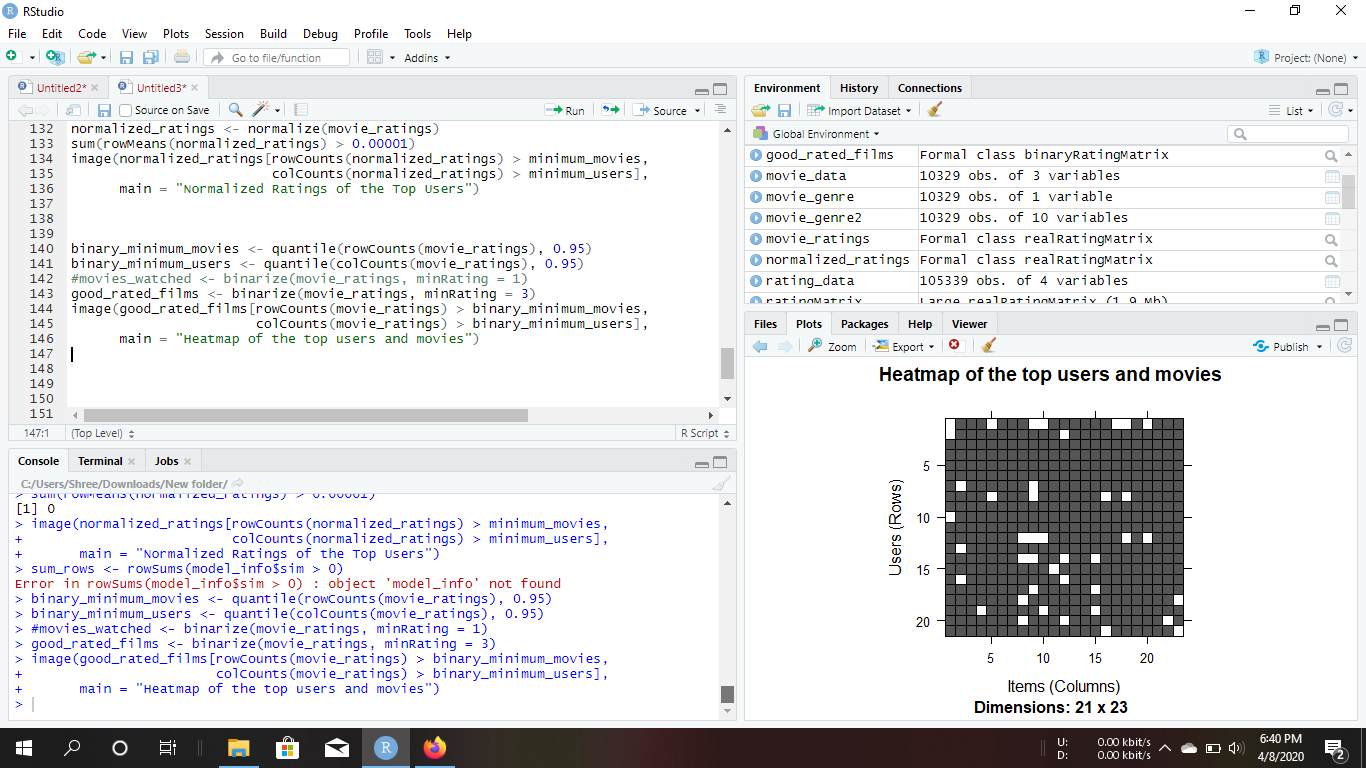 RStudio
File Edit Code View Plots Session Build Debug Profile Tools Help
Go to file/function Addins Project: (None)
Untitled2* Untitled3*
Source on Save Run Source
132 normalized_ratings <- normalize(movie_ratings)
133 sum(rowMeans(normalized_ratings) > 0.00001)
134 image(normalized_ratings[rowCounts(normalized_ratings) > minimum_movies,
135 colCounts(normalized_ratings) > minimum_users],
136 main = "Normalized Ratings of the Top Users")
137
138
139
140 binary_minimum_movies <- quantile(rowCounts(movie_ratings), 0.95)
141 binary_minimum_users <- quantile(colCounts(movie_ratings), 0.95)
142 #movies_watched <- binarize(movie_ratings, minRating = 1)
143 good_rated_films <- binarize(movie_ratings, minRating = 3)
144 image(good_rated_films[rowCounts(movie_ratings) > binary_minimum_movies,
145 colCounts(movie_ratings) > binary_minimum_users],
146 main = "Heatmap of the top users and movies")
147
148
149
150
151
147:1 (Top Level) R Script
Console Terminal Jobs
C:/Users/Shree/Downloads/New folder/
> sum(rowMeans(normalized_ratings) > 0.00001)
[1] 0
> image(normalized_ratings[rowCounts(normalized_ratings) > minimum_movies,
+ colCounts(normalized_ratings) > minimum_users],
+ main = "Normalized Ratings of the Top Users")
> sum_rows <- rowSums(model_info$sim > 0)
Error in rowSums(model_info$sim > 0) : object 'model_info' not found
> binary_minimum_movies <- quantile(rowCounts(movie_ratings), 0.95)
> binary_minimum_users <- quantile(colCounts(movie_ratings), 0.95)
> #movies_watched <- binarize(movie_ratings, minRating = 1)
> good_rated_films <- binarize(movie_ratings, minRating = 3)
> image(good_rated_films[rowCounts(movie_ratings) > binary_minimum_movies,
+ colCounts(movie_ratings) > binary_minimum_users],
+ main = "Heatmap of the top users and movies")
>
Environment History Connections
Import Dataset List
Global Environment
good_rated_films Formal class binaryRatingMatrix
movie_data 10329 obs. of 3 variables
movie_genre 10329 obs. of 1 variable
movie_genre2 10329 obs. of 10 variables
movie_ratings Formal class realRatingMatrix
normalized_ratings Formal class realRatingMatrix
rating_data 105339 obs. of 4 variables
ratingMatrix Large realRatingMatrix (1.9 Mb)
Files Plots Packages Help Viewer
Zoom Export Publish
Heatmap of the top users and movies
Users (Rows)
5
10
15
20
5 10 15 20
Items (Columns)
Dimensions: 21 x 23
U: 0.00 kbit/s
D: 0.00 kbit/s
6:40 PM
4/8/2020
2